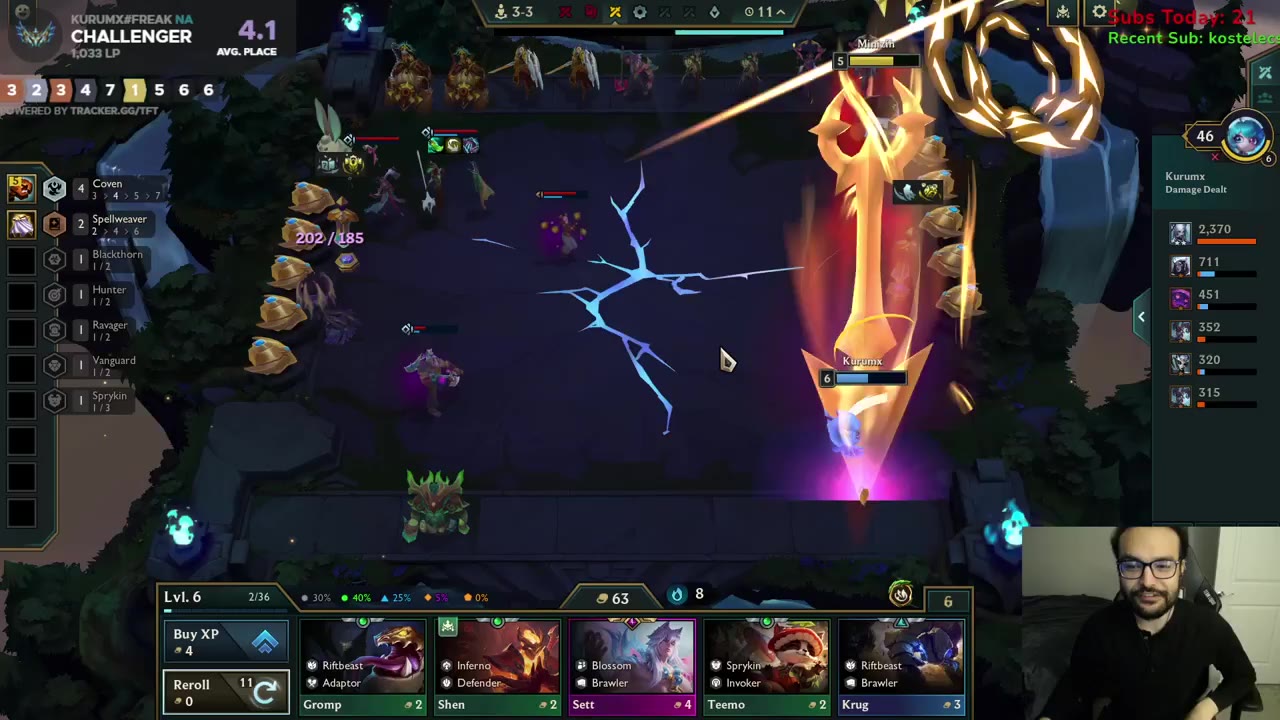 KURUMX#FREAK NA
CHALLENGER
1,033 LP
4.1
AVG. PLACE
3 2 3 4 7 1 5 6 6
POWERED BY TRACKER.GG/TFT
3-3
11
Subs Today: 21
Recent Sub: kostelecs
5
46
6
Kurumx
Damage Dealt
2,370
711
451
352
320
315
4 Coven
3 > 4 > 5 > 7
2 Spellweaver
2 > 4 > 6
1 Blackthorn
1 / 2
1 Hunter
1 / 2
1 Ravager
1 / 2
1 Vanguard
1 / 2
1 Sprykin
1 / 3
202 / 185
Kurumx
6
Lvl. 6 2/36
30% 40% 25% 5% 0%
63
8
6
Buy XP
4
Reroll 11
0
Riftbeast
Adaptor
Gromp 2
Inferno
Defender
Shen 2
Blossom
Brawler
Sett 4
Sprykin
Invoker
Teemo 2
Riftbeast
Brawler
Krug 3